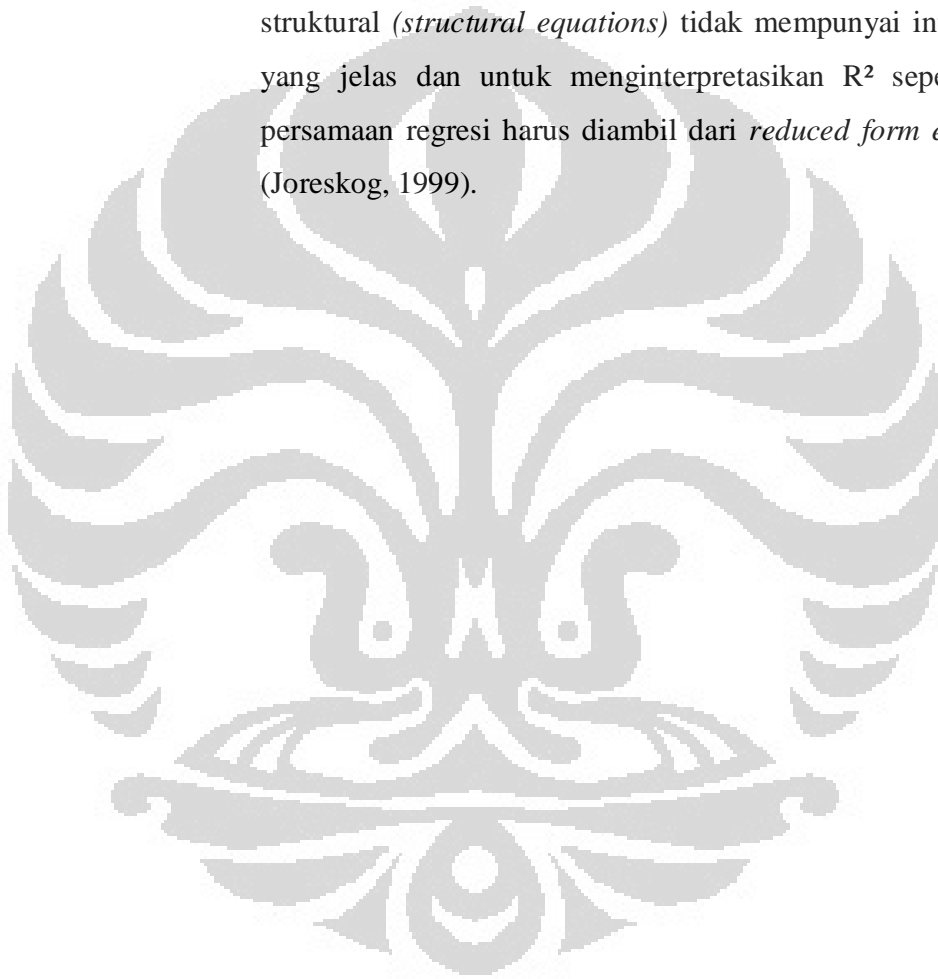 struktural (structural equations) tidak mempunyai in
yang jelas dan untuk menginterpretasikan R² sepe
persamaan regresi harus diambil dari reduced form e
(Joreskog, 1999).